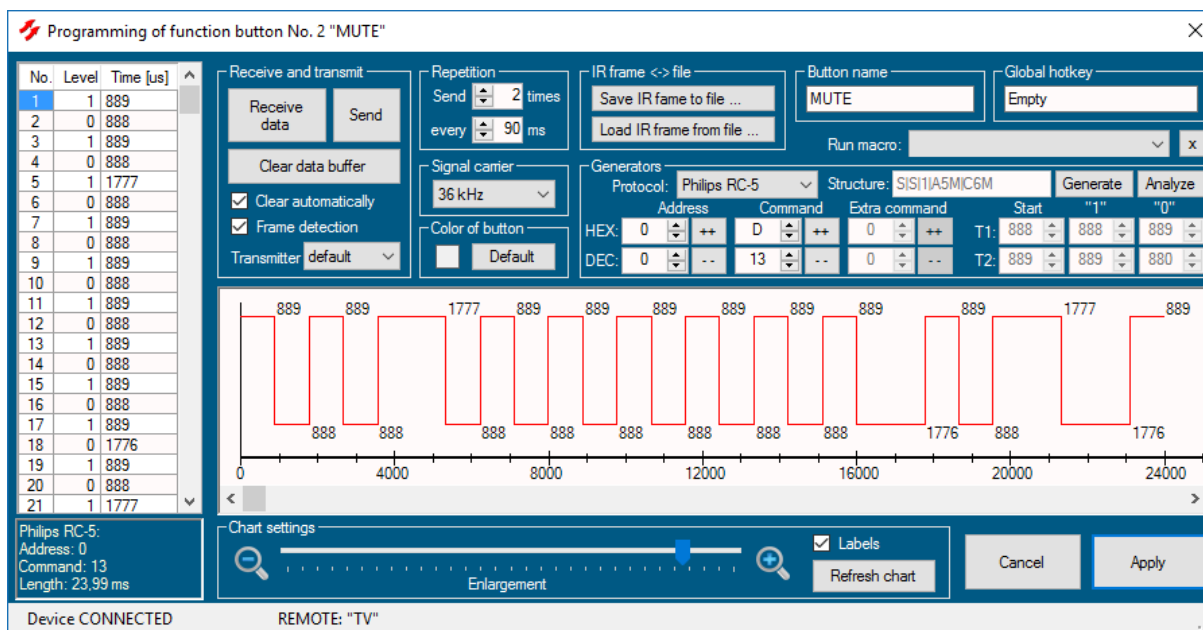 Programming of function button No. 2 "MUTE"
No. Level Time [us]
1 1 889
2 0 888
3 1 889
4 0 888
5 1 1777
6 0 888
7 1 889
8 0 888
9 1 889
10 0 888
11 1 889
12 0 888
13 1 889
14 0 888
15 1 889
16 0 888
17 1 889
18 0 1776
19 1 889
20 0 888
21 1 1777
Philips RC-5:
Address: 0
Command: 13
Length: 23,99 ms
Receive and transmit
Receive
data
Send
Clear data buffer
Clear automatically
Frame detection
Transmitter default
Repetition
Send 2 times
every 90 ms
Signal carrier
36 kHz
Color of button
Default
IR frame <-> file
Save IR fame to file ...
Load IR frame from file ...
Button name
MUTE
Global hotkey
Empty
Run macro: x
Generators
Protocol: Philips RC-5 Structure: S|S|1|A5M|C6M Generate Analyze
Address Command Extra command Start "1" "0"
HEX: 0 ++ D ++ 0 ++ T1: 888 888 889
DEC: 0 -- 13 -- 0 -- T2: 889 889 880
889 889 1777 889 889 889 889 889 889 889 1777 889
888 888 888 888 888 888 888 888 1776 888 1776
0 4000 8000 12000 16000 20000 24000
Chart settings
Enlargement
Labels
Refresh chart
Cancel
Apply
Device CONNECTED REMOTE: "TV"